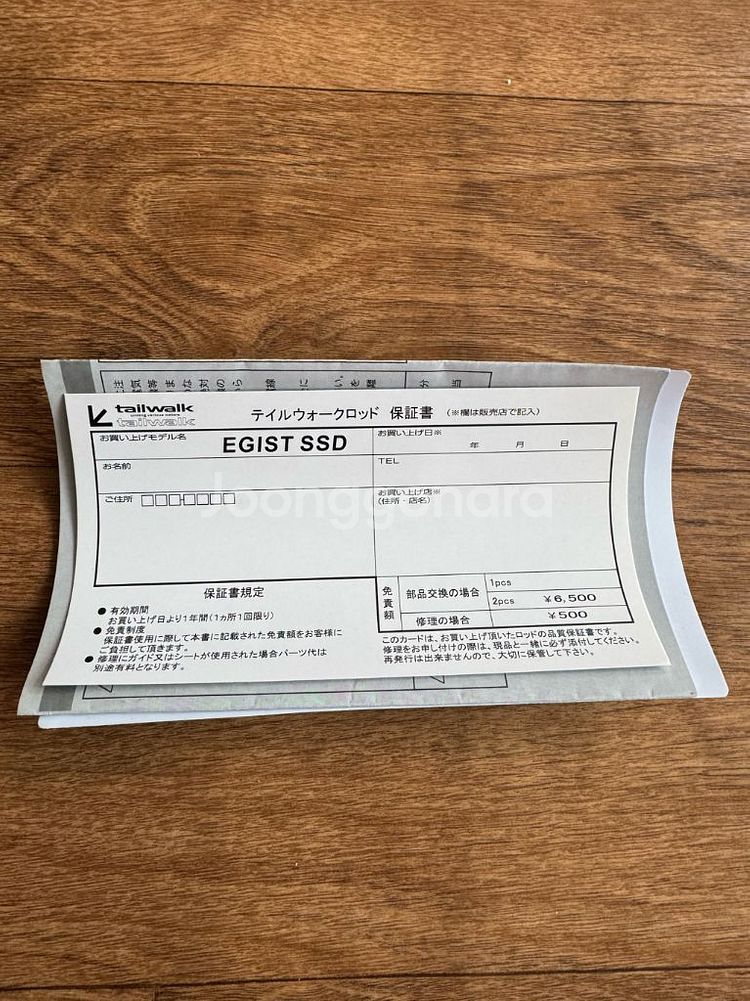 tailwalk
tailwalk
テイルウォークロッド 保証書 (※欄は販売店で記入)
お買い上げモデル名
EGIST SSD
お買い上げ日※
年 月 日
お名前
TEL
ご住所 □□□-□□□□
お買い上げ店※
(住所・店名)
joonggonara
保証書規定
● 有効期間
お買い上げ日より1年間(1ヵ所1回限り)
● 免責制度
保証書使用に際して本書に記載された免責額をお客様に
ご負担して頂きます。
● 修理にガイド又はシートが使用された場合パーツ代は
別途有料となります。
免責額
部品交換の場合
1pcs
2pcs ¥6,500
修理の場合 ¥500
このカードは、お買い上げ頂いたロッドの品質保証書です。
修理をお申し付けの際は、現品と一緒に必ず添付してください。
再発行は出来ませんので、大切に保管して下さい。